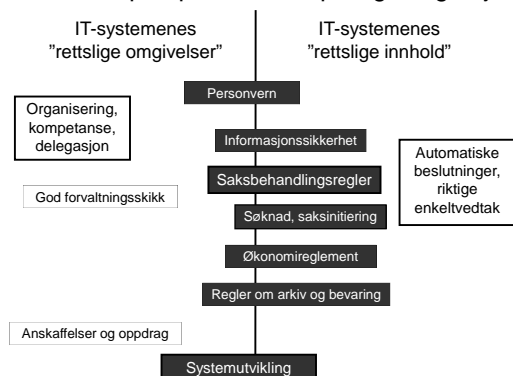 IT-systemenes
"rettslige omgivelser"
IT-systemenes
"rettslige innhold"
Personvern
Organisering,
kompetanse,
delegasjon
Informasjonssikkerhet
Automatiske
beslutninger,
riktige
enkeltvedtak
Saksbehandlingsregler
God forvaltningsskikk
Søknad, saksinitiering
Økonomireglement
Regler om arkiv og bevaring
Anskaffelser og oppdrag
Systemutvikling